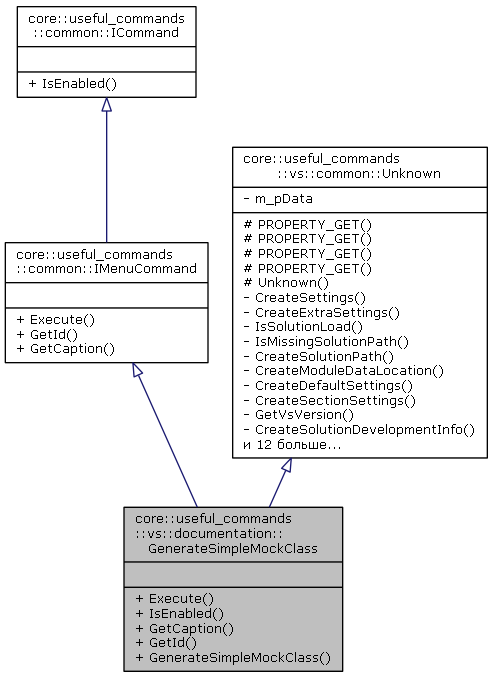 core::useful_commands
::common::ICommand
+ IsEnabled()
core::useful_commands
::vs::common::Unknown
- m_pData
# PROPERTY_GET()
# PROPERTY_GET()
# PROPERTY_GET()
# PROPERTY_GET()
# Unknown()
- CreateSettings()
- CreateExtraSettings()
- IsSolutionLoad()
- IsMissingSolutionPath()
- CreateSolutionPath()
- CreateModuleDataLocation()
- CreateDefaultSettings()
- CreateSectionSettings()
- GetVsVersion()
- CreateSolutionDevelopmentInfo()
и 12 больше...
core::useful_commands
::common::IMenuCommand
+ Execute()
+ GetId()
+ GetCaption()
core::useful_commands
::vs::documentation::
GenerateSimpleMockClass
+ Execute()
+ IsEnabled()
+ GetCaption()
+ GetId()
+ GenerateSimpleMockClass()